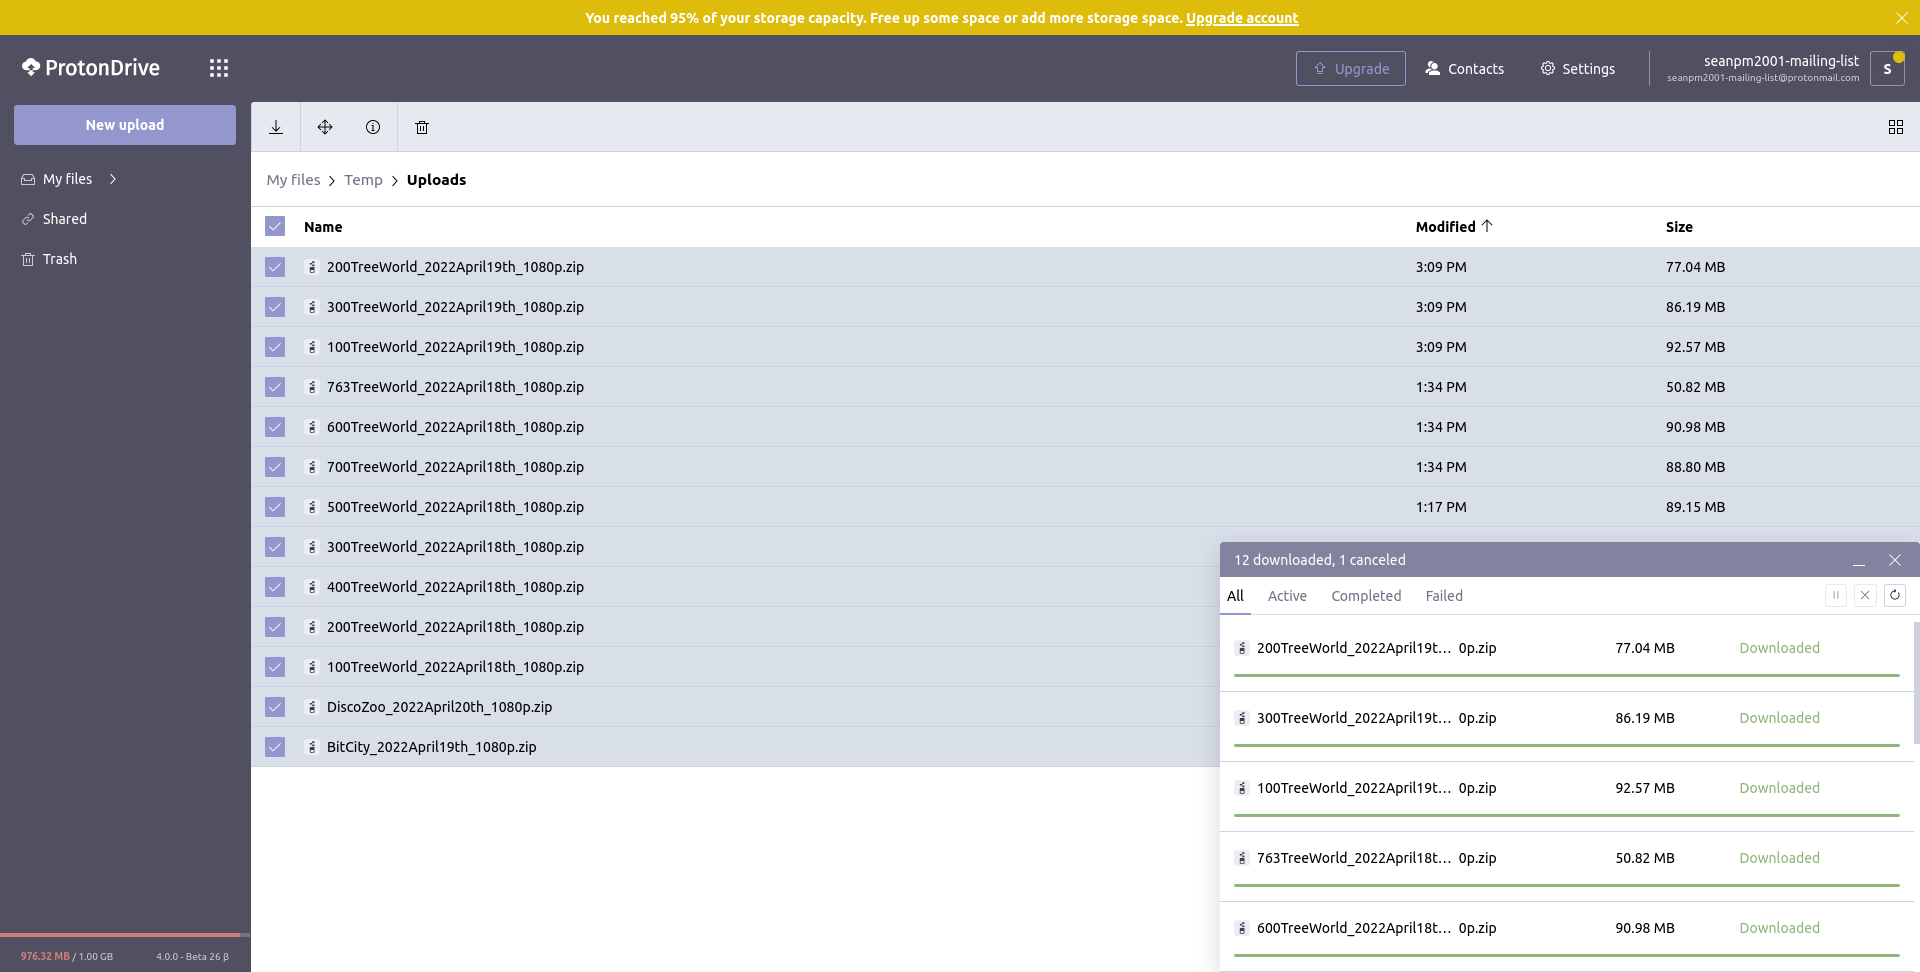 You reached 95% of your storage capacity. Free up some space or add more storage space. Upgrade account
ProtonDrive
Upgrade
Contacts
Settings
seanpm2001-mailing-list
seanpm2001-mailing-list@protonmail.com
S
New upload
My files
Shared
Trash
My files > Temp > Uploads
Name Modified Size
200TreeWorld_2022April19th_1080p.zip 3:09 PM 77.04 MB
300TreeWorld_2022April19th_1080p.zip 3:09 PM 86.19 MB
100TreeWorld_2022April19th_1080p.zip 3:09 PM 92.57 MB
763TreeWorld_2022April18th_1080p.zip 1:34 PM 50.82 MB
600TreeWorld_2022April18th_1080p.zip 1:34 PM 90.98 MB
700TreeWorld_2022April18th_1080p.zip 1:34 PM 88.80 MB
500TreeWorld_2022April18th_1080p.zip 1:17 PM 89.15 MB
300TreeWorld_2022April18th_1080p.zip
400TreeWorld_2022April18th_1080p.zip
200TreeWorld_2022April18th_1080p.zip
100TreeWorld_2022April18th_1080p.zip
DiscoZoo_2022April20th_1080p.zip
BitCity_2022April19th_1080p.zip
12 downloaded, 1 canceled
All Active Completed Failed
200TreeWorld_2022April19t... 0p.zip 77.04 MB Downloaded
300TreeWorld_2022April19t... 0p.zip 86.19 MB Downloaded
100TreeWorld_2022April19t... 0p.zip 92.57 MB Downloaded
763TreeWorld_2022April18t... 0p.zip 50.82 MB Downloaded
600TreeWorld_2022April18t... 0p.zip 90.98 MB Downloaded
976.32 MB / 1.00 GB 4.0.0 - Beta 26 β